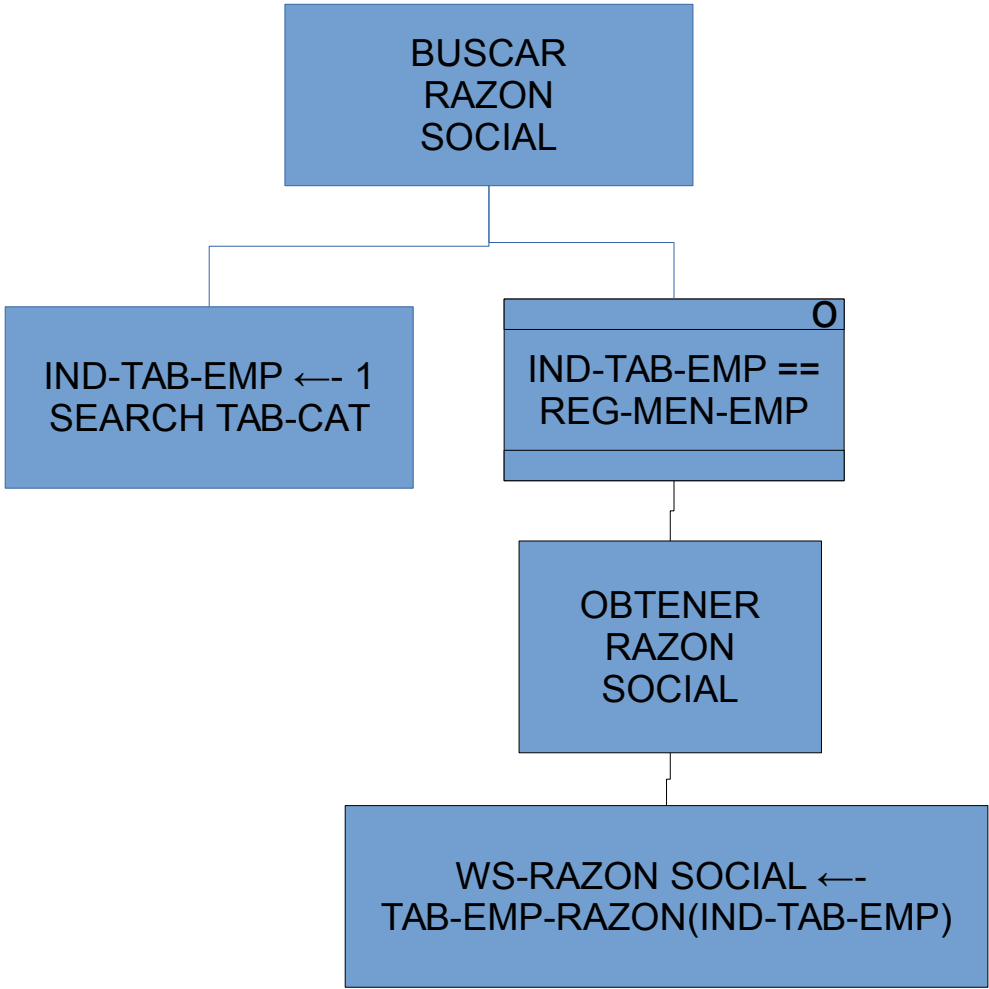 BUSCAR
RAZON
SOCIAL
IND-TAB-EMP ←- 1
SEARCH TAB-CAT
O
IND-TAB-EMP ==
REG-MEN-EMP
OBTENER
RAZON
SOCIAL
WS-RAZON SOCIAL ←-
TAB-EMP-RAZON(IND-TAB-EMP)